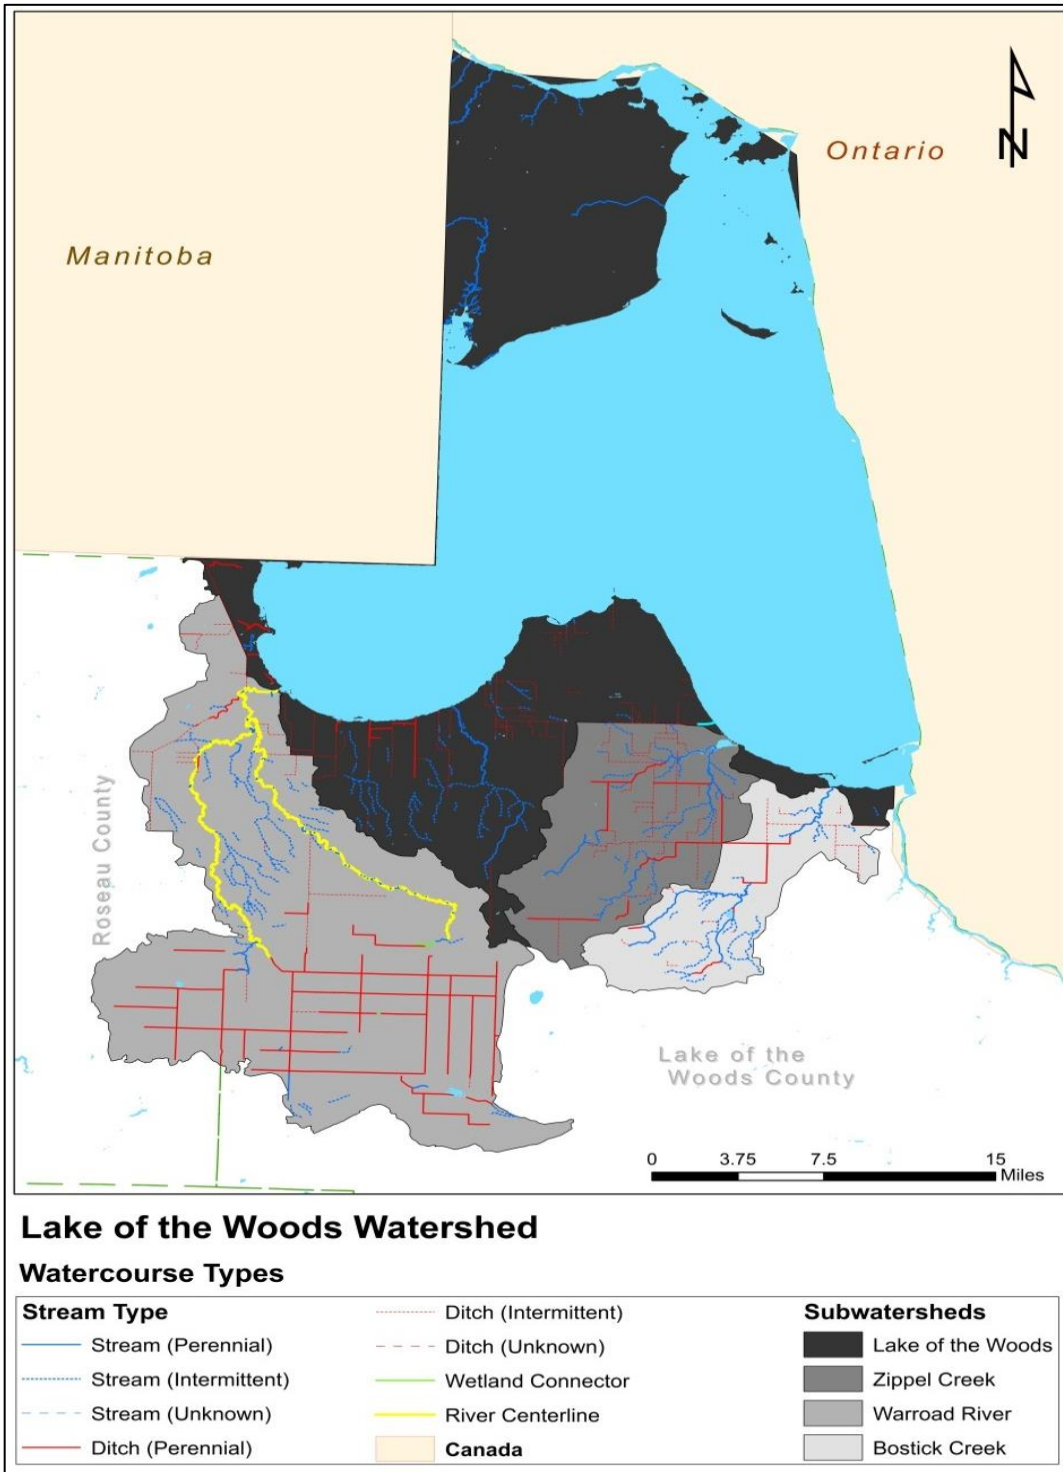 Ontario
N
Manitoba
Roseau County
Lake of the
Woods County
0 3.75 7.5 15
Miles
Lake of the Woods Watershed
Watercourse Types
Stream Type
Stream (Perennial)
Stream (Intermittent)
Stream (Unknown)
Ditch (Perennial)
Ditch (Intermittent)
Ditch (Unknown)
Wetland Connector
River Centerline
Canada
Subwatersheds
Lake of the Woods
Zippel Creek
Warroad River
Bostick Creek